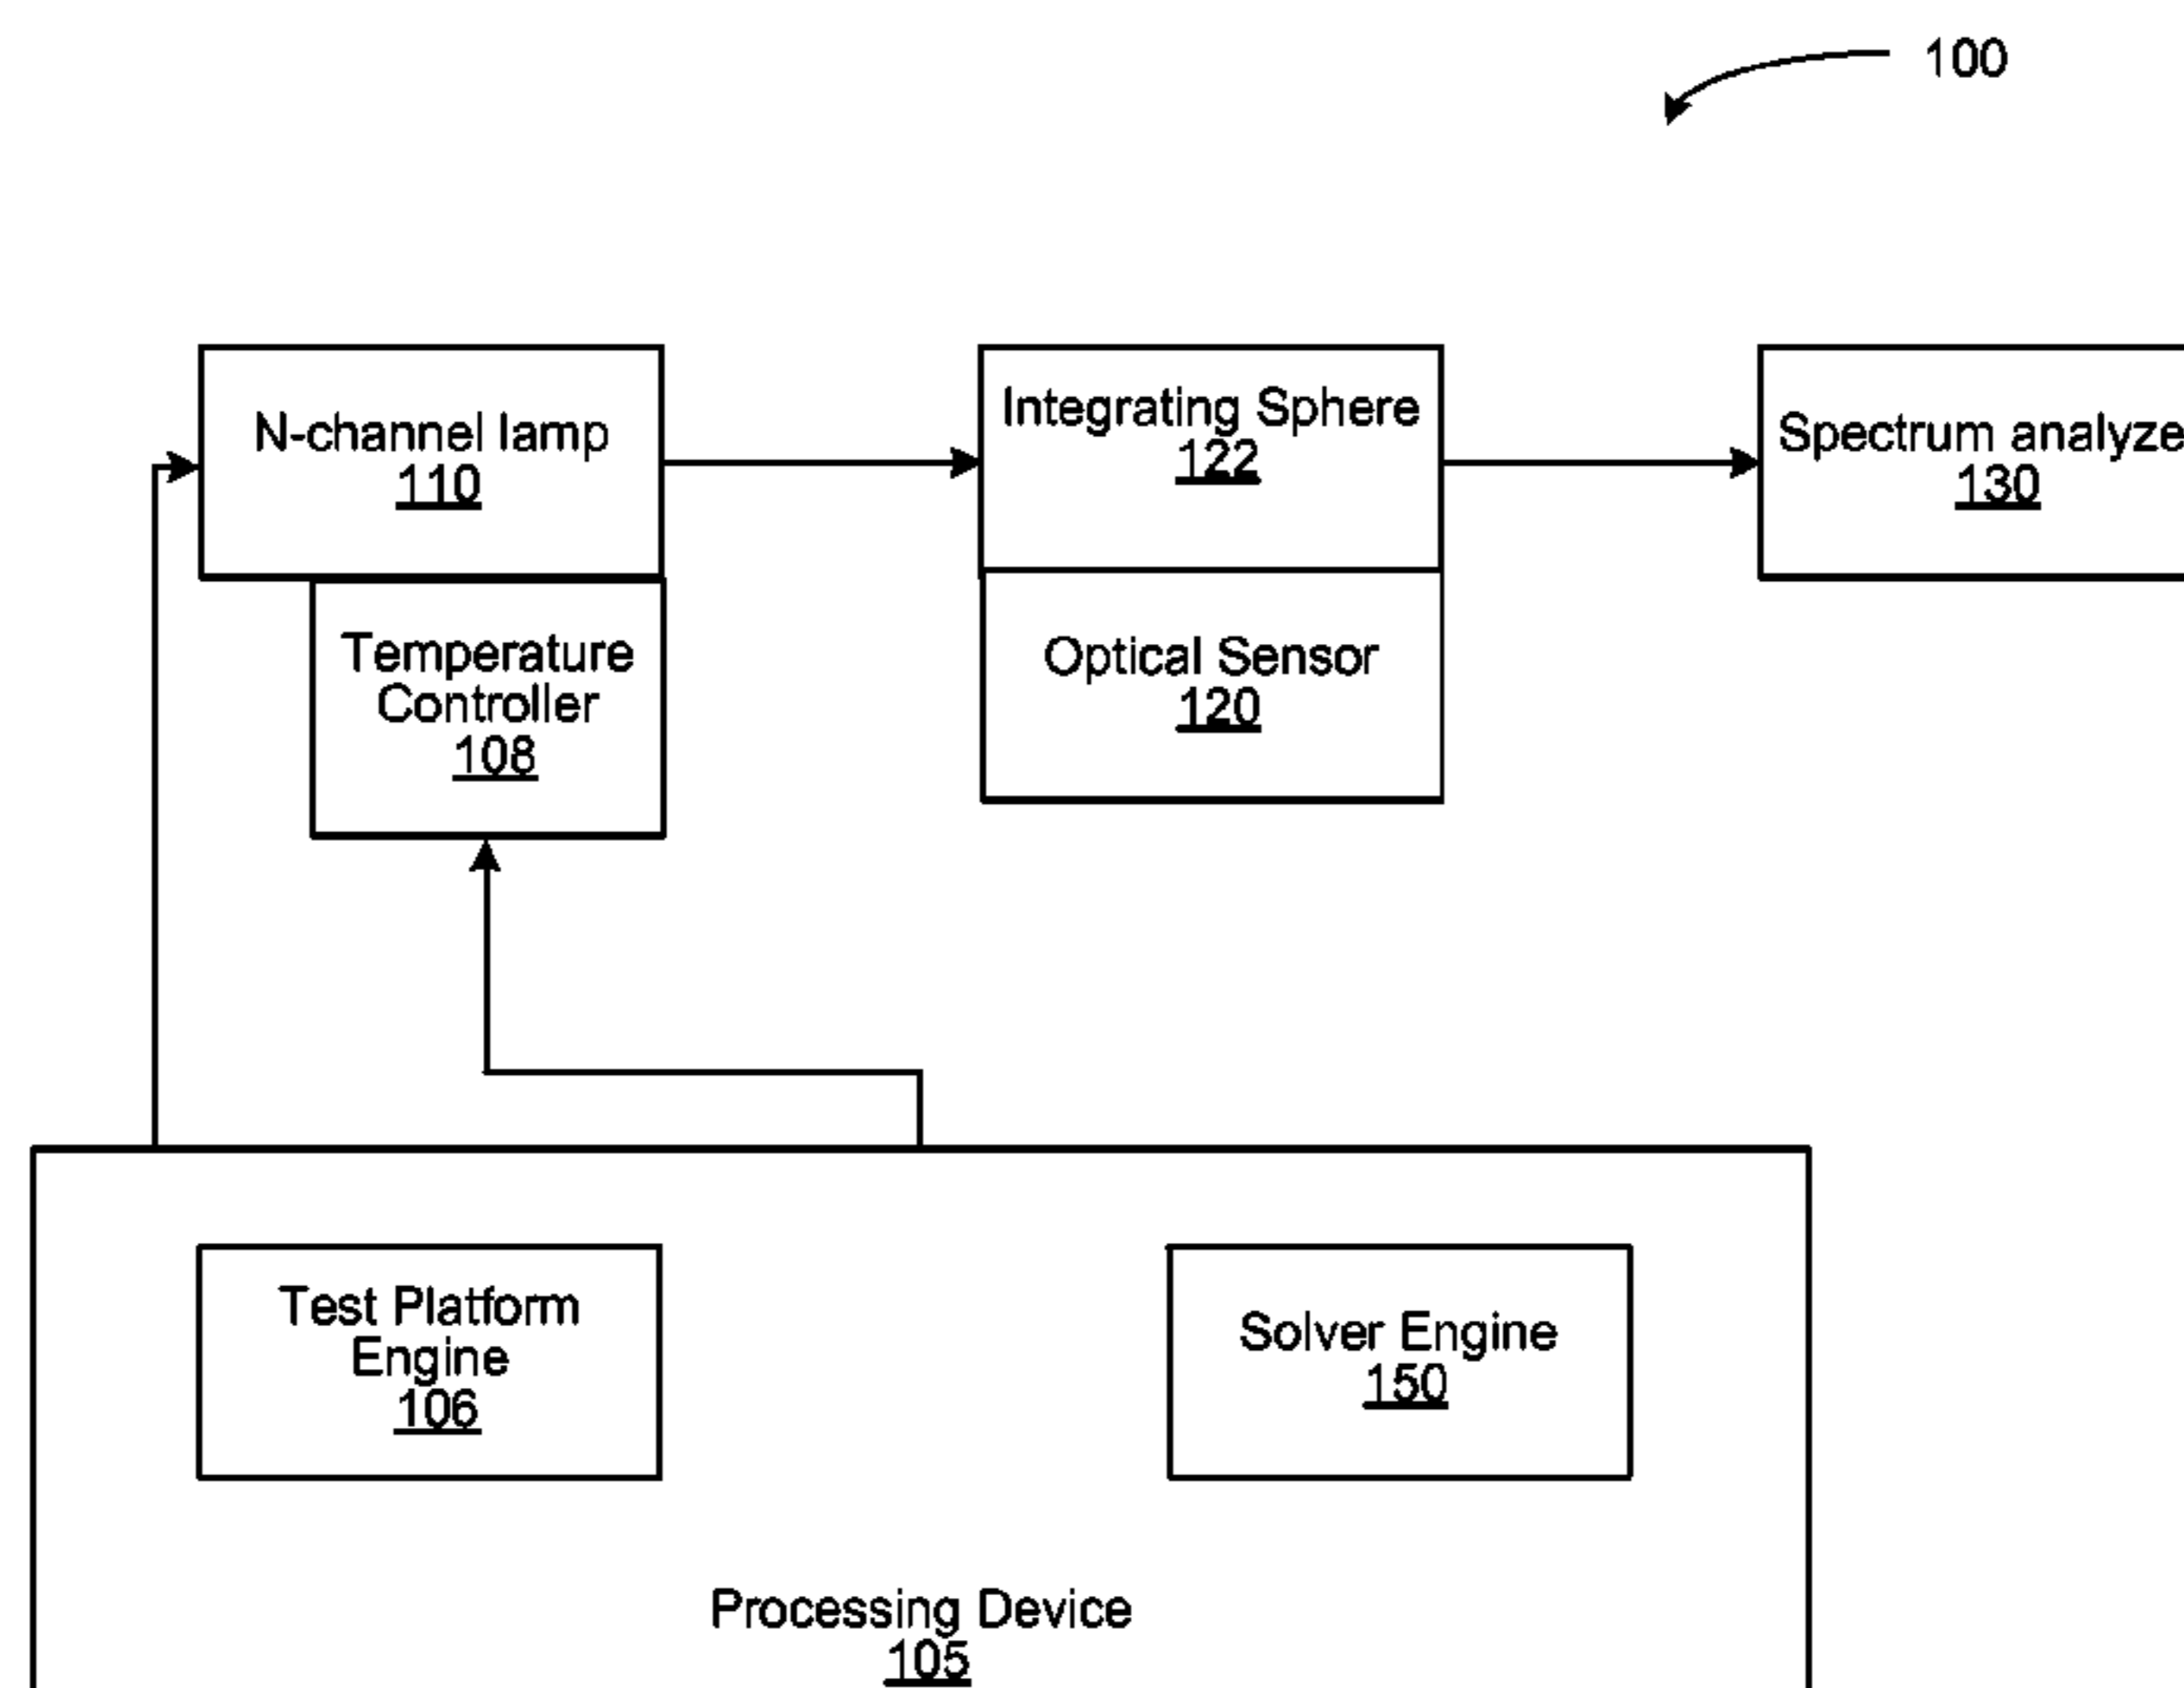 100
N-channel lamp
110
Integrating Sphere
122
Spectrum analyze
130
Temperature
Controller
108
Optical Sensor
120
Test Platform
Engine
106
Solver Engine
150
Processing Device
105